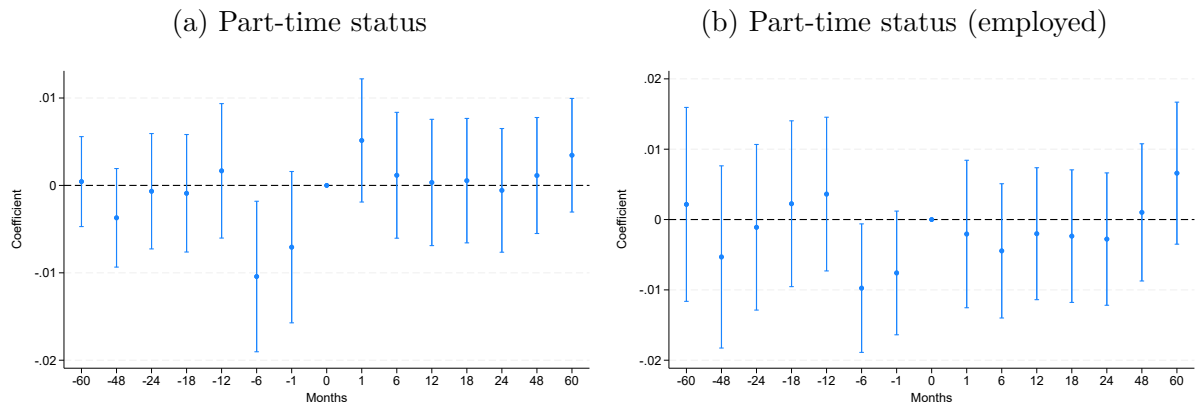 (a) Part-time status
.01
0
-.01
-.02
Coefficient
-60 -48 -24 -18 -12 -6 -1 0 1 6 12 18 24 48 60
Months
(b) Part-time status (employed)
.02
.01
0
-.01
-.02
Coefficient
-60 -48 -24 -18 -12 -6 -1 0 1 6 12 18 24 48 60
Months